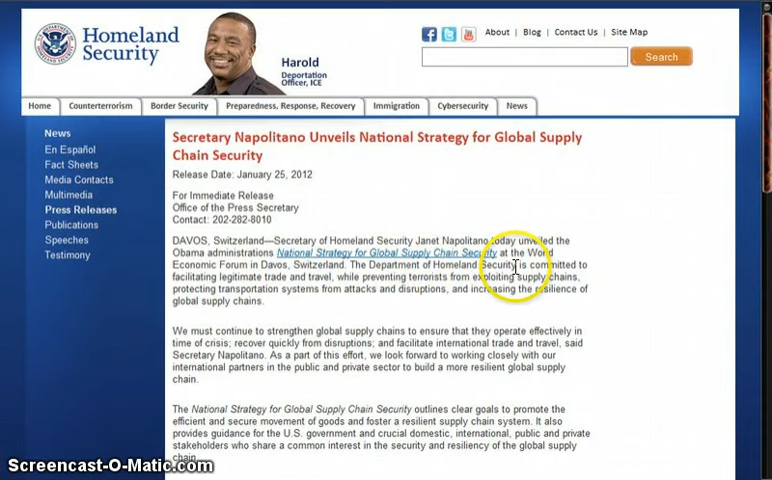 U.S. DEPARTMENT OF HOMELAND SECURITY
Homeland
Security
Harold
Deportation
Officer, ICE
About | Blog | Contact Us | Site Map
Search
Home
Counterterrorism
Border Security
Preparedness, Response, Recovery
Immigration
Cybersecurity
News
News
En Español
Fact Sheets
Media Contacts
Multimedia
Press Releases
Publications
Speeches
Testimony
Secretary Napolitano Unveils National Strategy for Global Supply
Chain Security
Release Date: January 25, 2012
For Immediate Release
Office of the Press Secretary
Contact: 202-282-8010
DAVOS, Switzerland—Secretary of Homeland Security Janet Napolitano today unveiled the
Obama administrations National Strategy for Global Supply Chain Security at the World
Economic Forum in Davos, Switzerland. The Department of Homeland Security is committed to
facilitating legitimate trade and travel, while preventing terrorists from exploiting supply chains,
protecting transportation systems from attacks and disruptions, and increasing the resilience of
global supply chains.
We must continue to strengthen global supply chains to ensure that they operate effectively in
time of crisis; recover quickly from disruptions; and facilitate international trade and travel, said
Secretary Napolitano. As a part of this effort, we look forward to working closely with our
international partners in the public and private sector to build a more resilient global supply
chain.
The National Strategy for Global Supply Chain Security outlines clear goals to promote the
efficient and secure movement of goods and foster a resilient supply chain system. It also
provides guidance for the U.S. government and crucial domestic, international, public and private
stakeholders who share a common interest in the security and resiliency of the global supply
chain.
Screencast-O-Matic.com